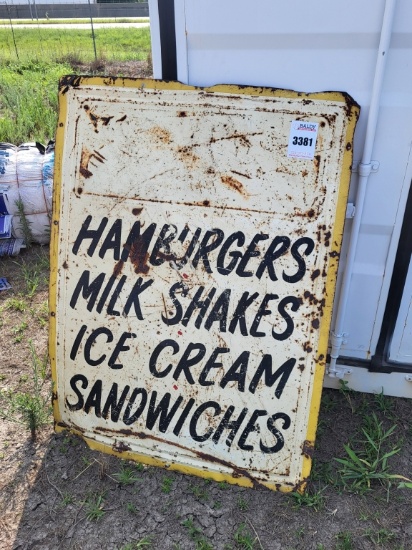 3381
HAMBURGERS
MILK SHAKES
ICE CREAM
SANDWICHES